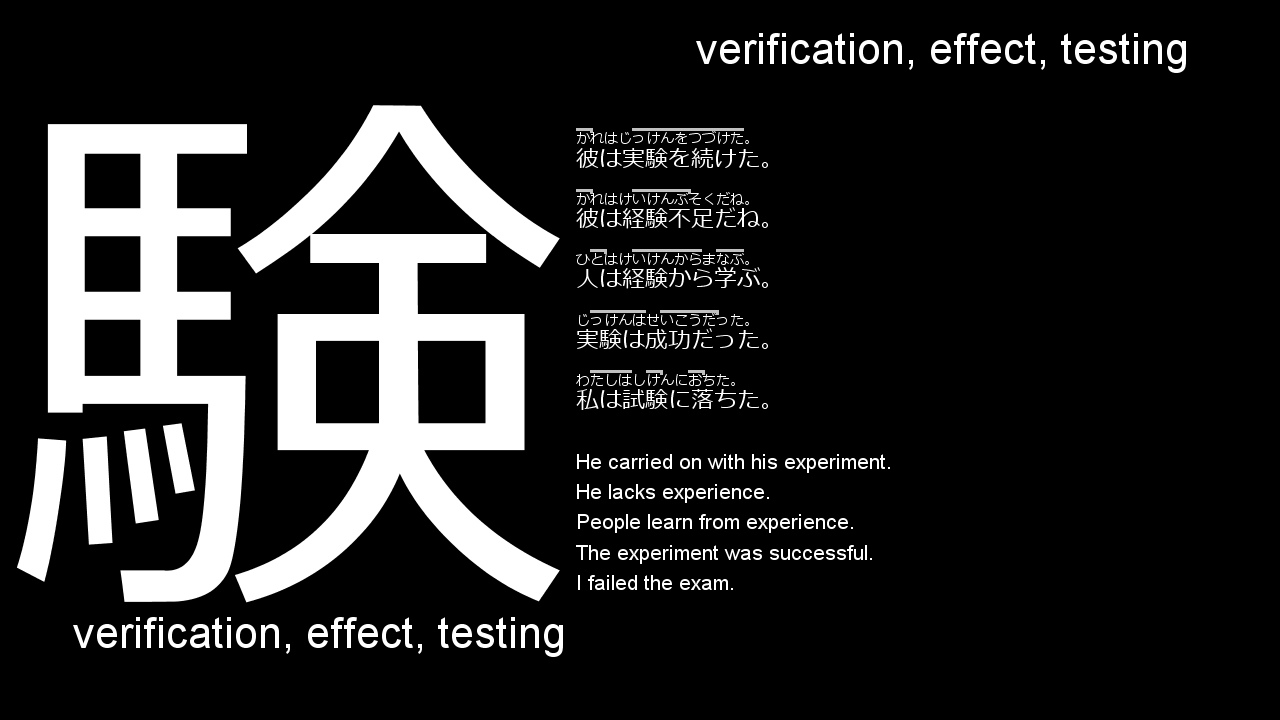 verification, effect, testing
験
かれはじっけんをつづけた。
彼は実験を続けた。
かれはけいけんぶそくだね。
彼は経験不足だね。
ひとはけいけんからまなぶ。
人は経験から学ぶ。
じっけんはせいこうだった。
実験は成功だった。
わたしはしけんにおちた。
私は試験に落ちた。
He carried on with his experiment.
He lacks experience.
People learn from experience.
The experiment was successful.
I failed the exam.
verification, effect, testing